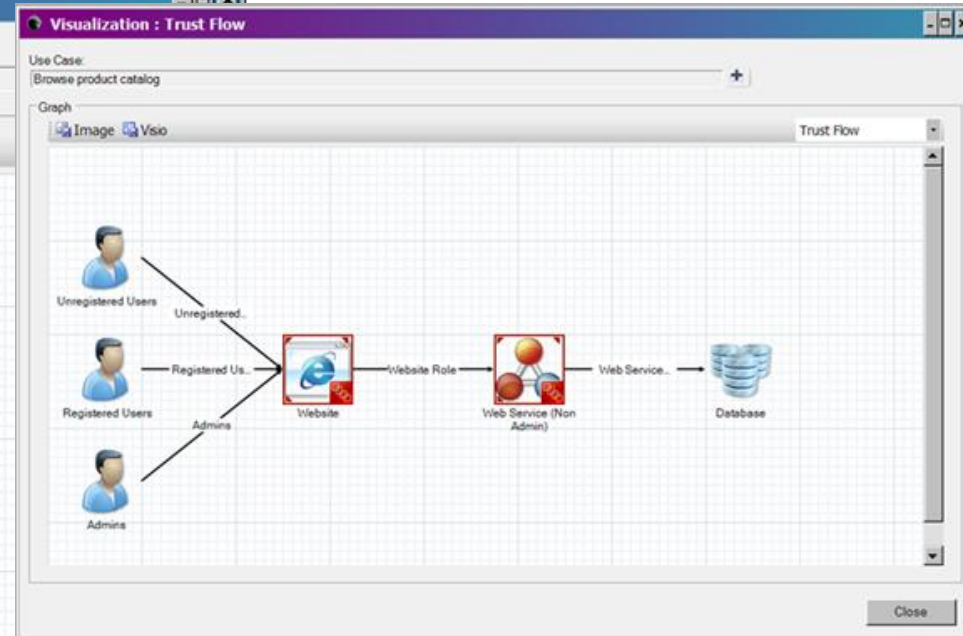 Visualization : Trust Flow
Use Case:
Browse product catalog
Graph
Image Visio Trust Flow
Unregistered Users
Unregistered..
Registered Us.. Website Role Web Service..
Registered Users Website Web Service (Non Admin) Database
Admins
Admins
Close